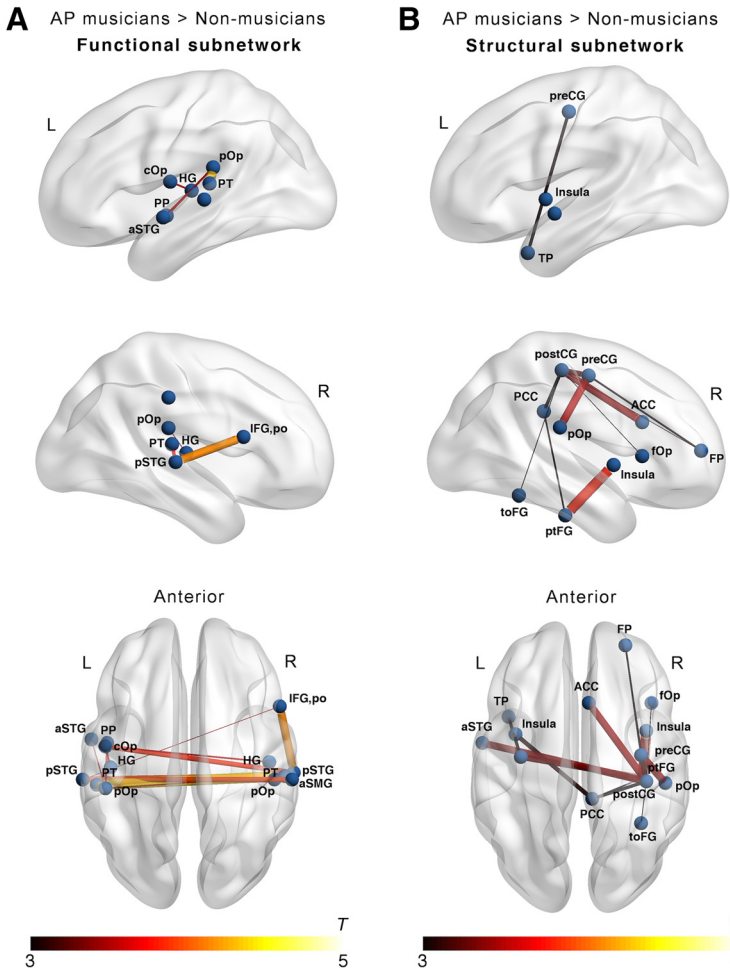 A
AP musicians > Non-musicians
Functional subnetwork
L
cOp
HG
pOp
PT
PP
aSTG
R
pOp
PT
HG
IFG,po
pSTG
Anterior
L
R
IFG,po
aSTG
PP
cOp
HG
HG
pSTG
PT
PT
pSTG
pOp
pOp
aSMG
T
3
5
B
AP musicians > Non-musicians
Structural subnetwork
L
preCG
Insula
TP
postCG
preCG
R
PCC
ACC
pOp
fOp
FP
Insula
toFG
ptFG
Anterior
FP
L
R
ACC
fOp
TP
aSTG
Insula
Insula
preCG
ptFG
postCG
pOp
PCC
toFG
3